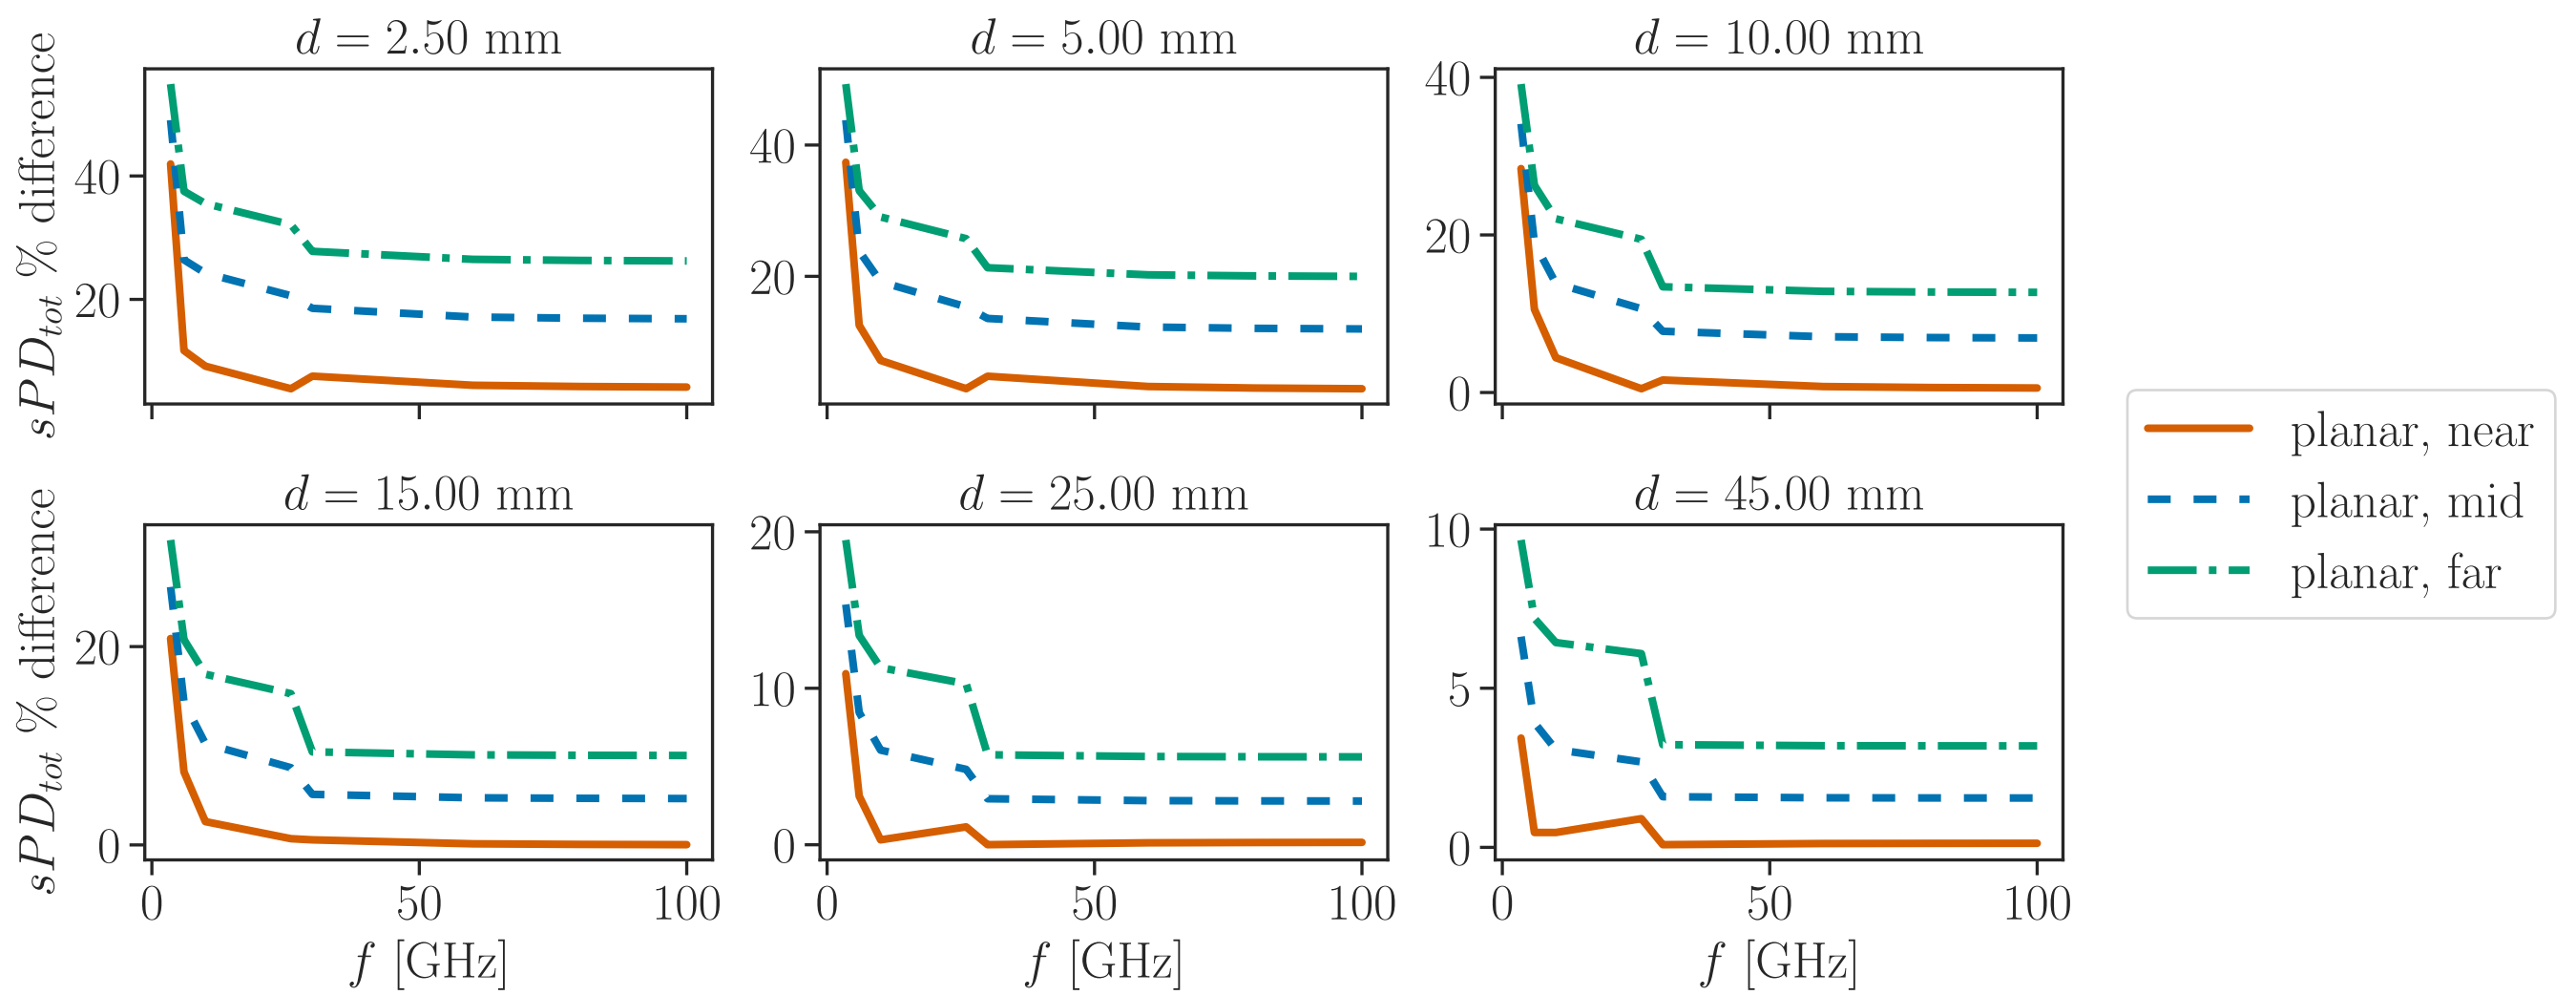 d = 2.50 mm
d = 5.00 mm
d = 10.00 mm
sPD_tot % difference
40
20
40
20
40
20
0
d = 15.00 mm
d = 25.00 mm
d = 45.00 mm
sPD_tot % difference
20
0
20
10
0
10
5
0
0 50 100
0 50 100
0 50 100
f [GHz]
f [GHz]
f [GHz]
planar, near
planar, mid
planar, far